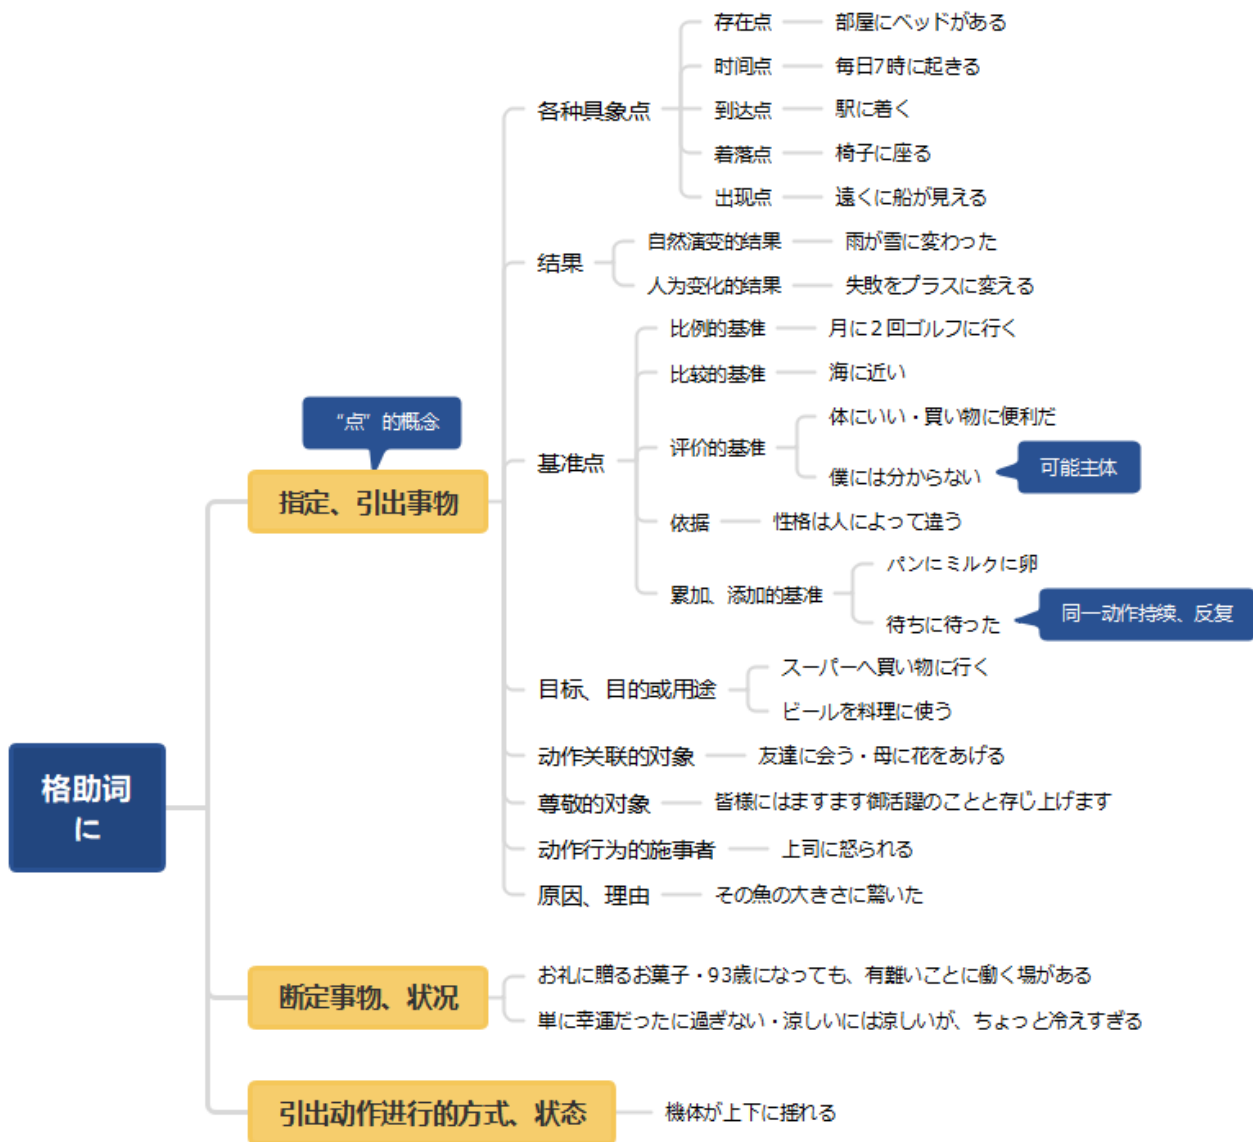 格助词
に
指定、引出事物
“点”的概念
各种具象点
存在点
部屋にベッドがある
时间点
毎日7時に起きる
到达点
駅に着く
着落点
椅子に座る
出现点
遠くに船が見える
结果
自然演变的结果
雨が雪に変わった
人为变化的结果
失敗をプラスに変える
基准点
比例的基准
月に２回ゴルフに行く
比较的基准
海に近い
评价的基准
体にいい・買い物に便利だ
僕には分からない
可能主体
依据
性格は人によって違う
累加、添加的基准
パンにミルクに卵
待ちに待った
同一动作持续、反复
目标、目的或用途
スーパーへ買い物に行く
ビールを料理に使う
动作关联的对象
友達に会う・母に花をあげる
尊敬的对象
皆様にはますます御活躍のことと存じ上げます
动作行为的施事者
上司に怒られる
原因、理由
その魚の大きさに驚いた
断定事物、状况
お礼に贈るお菓子・93歳になっても、有難いことに働く場がある
単に幸運だったに過ぎない・涼しいには涼しいが、ちょっと冷えすぎる
引出动作进行的方式、状态
機体が上下に揺れる